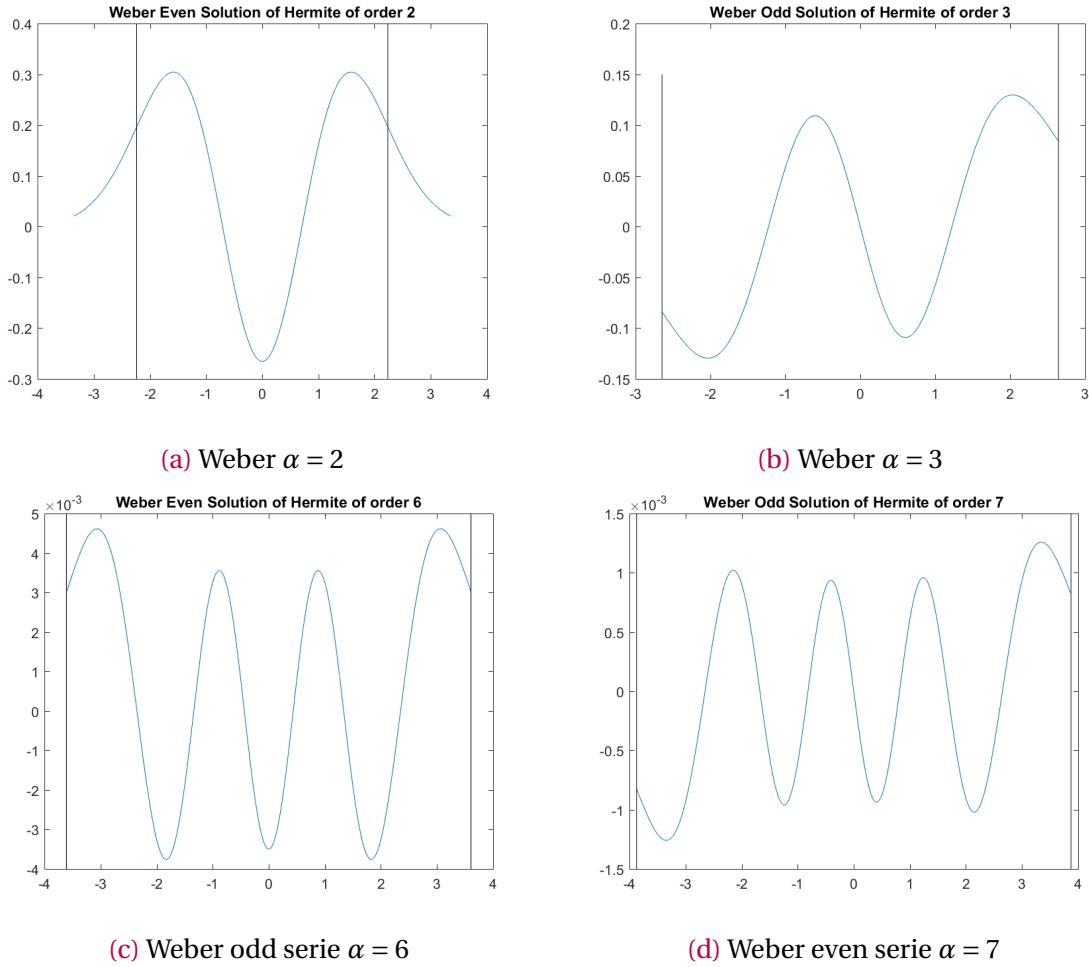 Weber Even Solution of Hermite of order 2
0.4
0.3
0.2
0.1
0
-0.1
-0.2
-0.3
-4 -3 -2 -1 0 1 2 3 4
(a) Weber α = 2
Weber Odd Solution of Hermite of order 3
0.2
0.15
0.1
0.05
0
-0.05
-0.1
-0.15
-3 -2 -1 0 1 2 3
(b) Weber α = 3
Weber Even Solution of Hermite of order 6
×10-3
5
4
3
2
1
0
-1
-2
-3
-4
-4 -3 -2 -1 0 1 2 3 4
(c) Weber odd serie α = 6
Weber Odd Solution of Hermite of order 7
×10-3
1.5
1
0.5
0
-0.5
-1
-1.5
-4 -3 -2 -1 0 1 2 3 4
(d) Weber even serie α = 7